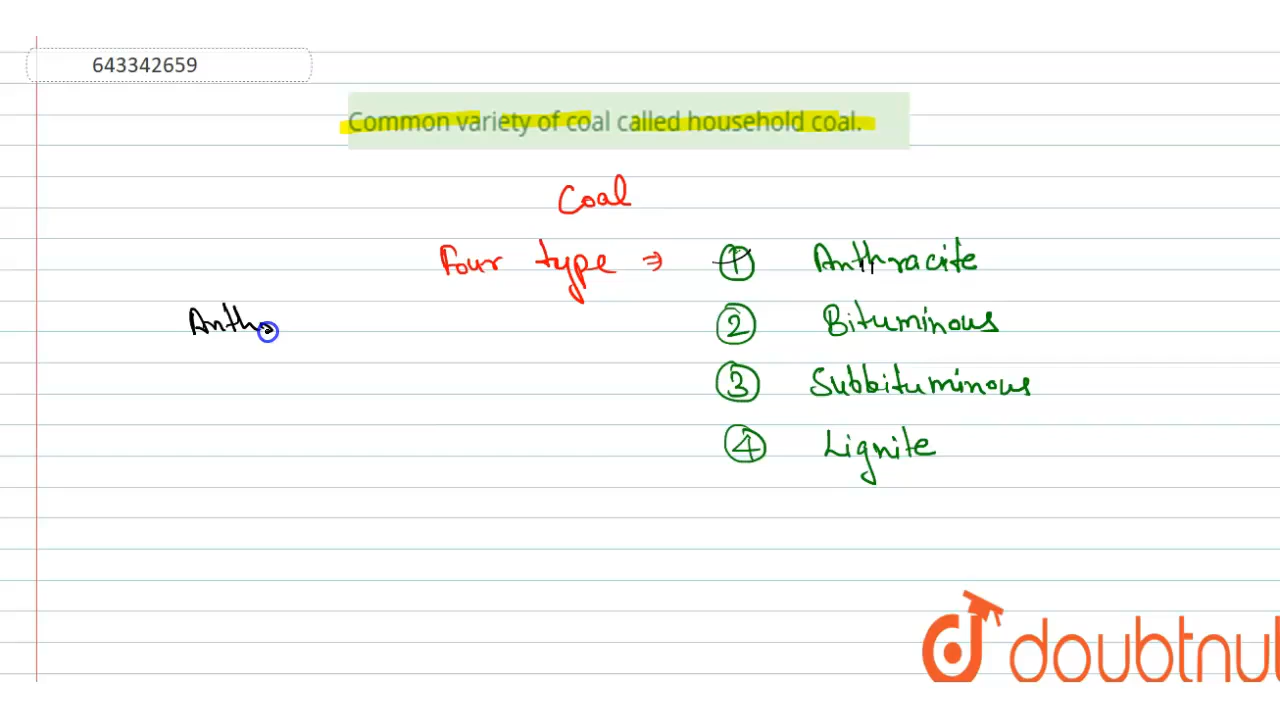 643342659
Common variety of coal called household coal.
Coal
Four type ⇒ ① Anthracite
② Bituminous
Anth
③ Subbituminous
④ Lignite
doubtnut